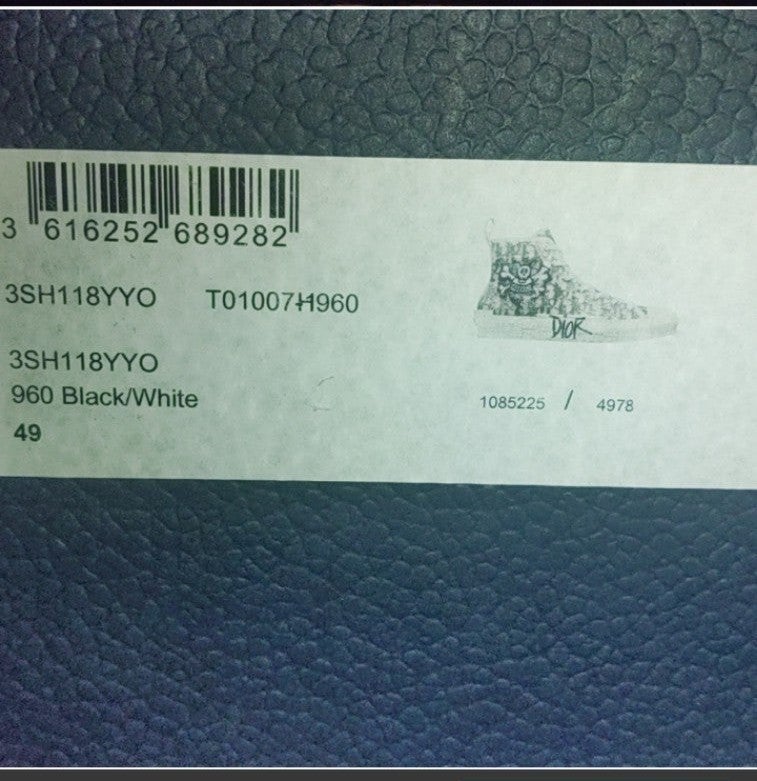 3 616252 689282
3SH118YYO T01007H960
3SH118YYO
960 Black/White
49
DIOR
1085225 / 4978